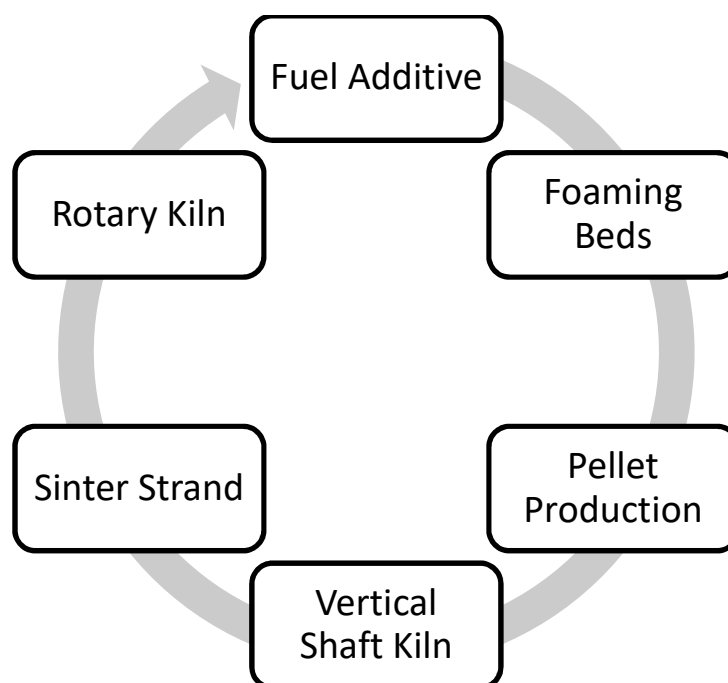 Fuel Additive
Foaming
Beds
Pellet
Production
Vertical
Shaft Kiln
Sinter Strand
Rotary Kiln